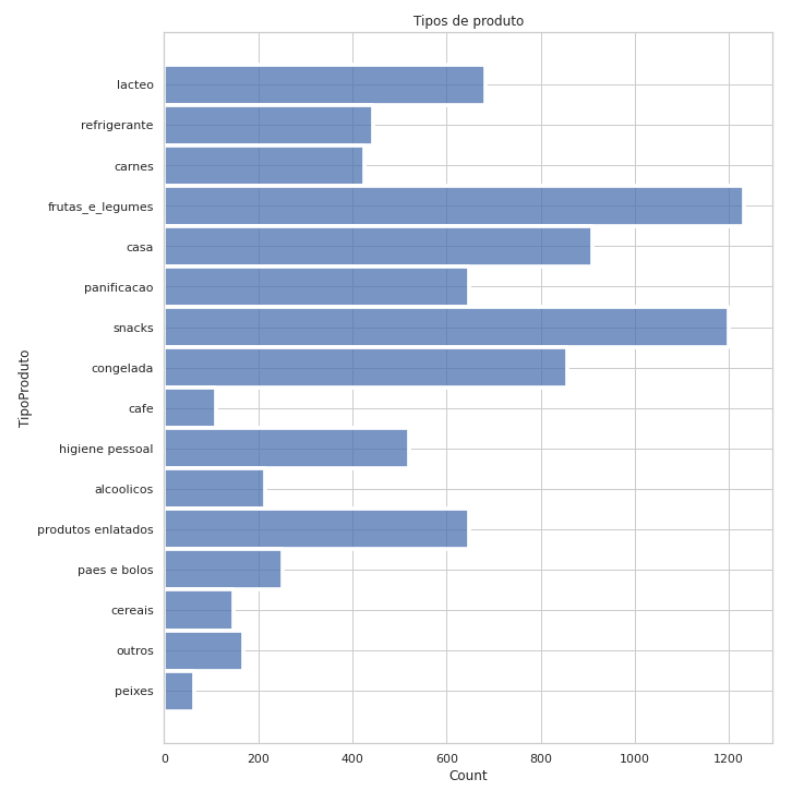 Tipos de produto
lacteo
refrigerante
carnes
frutas_e_legumes
casa
panificacao
snacks
congelada
cafe
higiene pessoal
alcoolicos
produtos enlatados
paes e bolos
cereais
outros
peixes
TipoProduto
0 200 400 600 800 1000 1200
Count